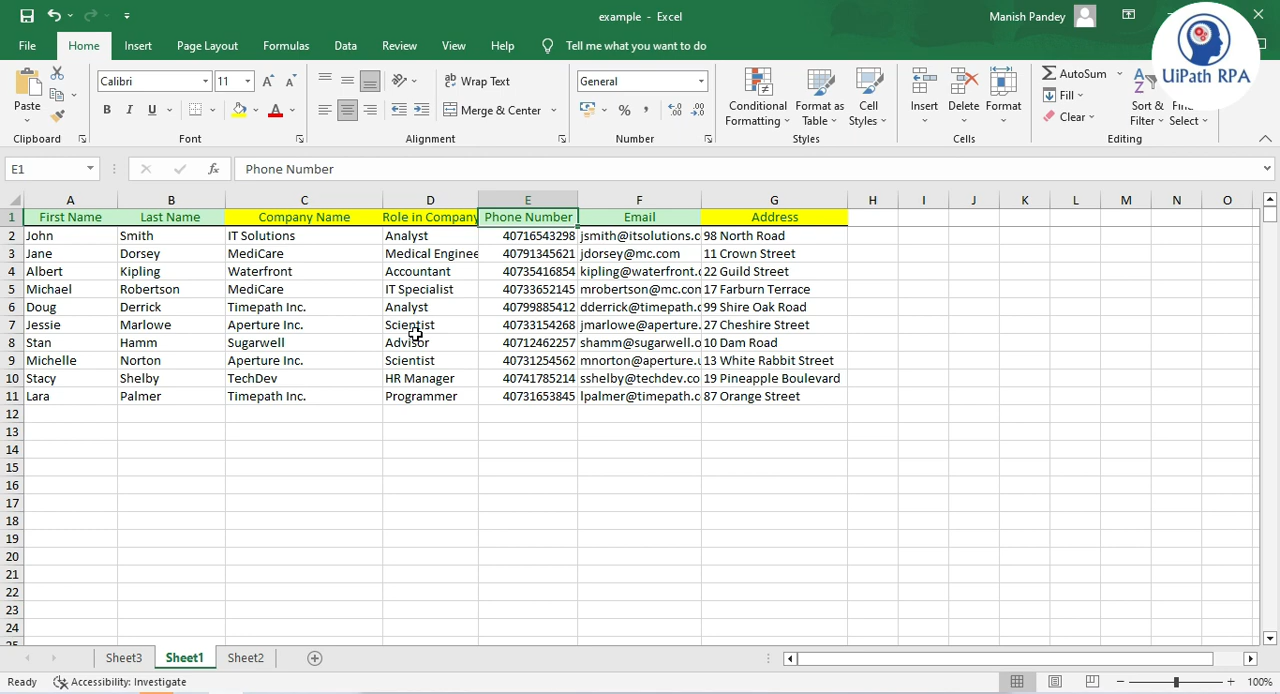 example - Excel
Manish Pandey
UiPath RPA
File Home Insert Page Layout Formulas Data Review View Help Tell me what you want to do
Calibri 11 Wrap Text General AutoSum
Paste B I U Merge & Center % Conditional Formatting Format as Table Cell Styles Insert Delete Format Fill Clear Sort & Filter Select
Clipboard Font Alignment Number Styles Cells Editing
E1 fx Phone Number
A B C D E F G H I J K L M N O
1 First Name Last Name Company Name Role in Company Phone Number Email Address
2 John Smith IT Solutions Analyst 40716543298 jsmith@itsolutions.c 98 North Road
3 Jane Dorsey MediCare Medical Enginee 40791345621 jdorsey@mc.com 11 Crown Street
4 Albert Kipling Waterfront Accountant 40735416854 kipling@waterfront. 22 Guild Street
5 Michael Robertson MediCare IT Specialist 40733652145 mrobertson@mc.com 17 Farburn Terrace
6 Doug Derrick Timepath Inc. Analyst 40799885412 dderrick@timepath. 99 Shire Oak Road
7 Jessie Marlowe Aperture Inc. Scientist 40733154268 jmarlowe@aperture. 27 Cheshire Street
8 Stan Hamm Sugarwell Advisor 40712462257 shamm@sugarwell.o 10 Dam Road
9 Michelle Norton Aperture Inc. Scientist 40731254562 mnorton@aperture.u 13 White Rabbit Street
10 Stacy Shelby TechDev HR Manager 40741785214 sshelby@techdev.co 19 Pineapple Boulevard
11 Lara Palmer Timepath Inc. Programmer 40731653845 lpalmer@timepath.c 87 Orange Street
12
13
14
15
16
17
18
19
20
21
22
23
24
Sheet3 Sheet1 Sheet2
Ready Accessibility: Investigate 100%